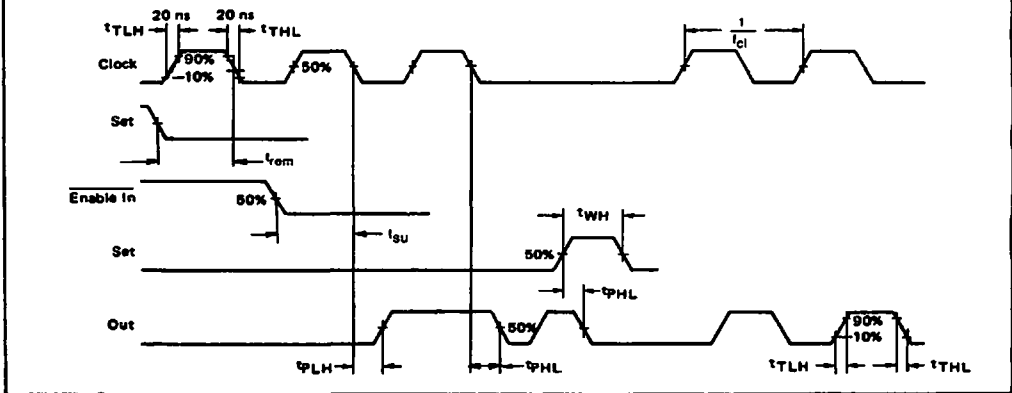 20 ns 20 ns
tTLH tTHL
Clock 90% 10% 50% 1/fcl
Set
trem
Enable In 50%
tSU
tWH
Set 50%
tPHL
Out 50% 90% 10%
tPLH tPHL tTLH tTHL